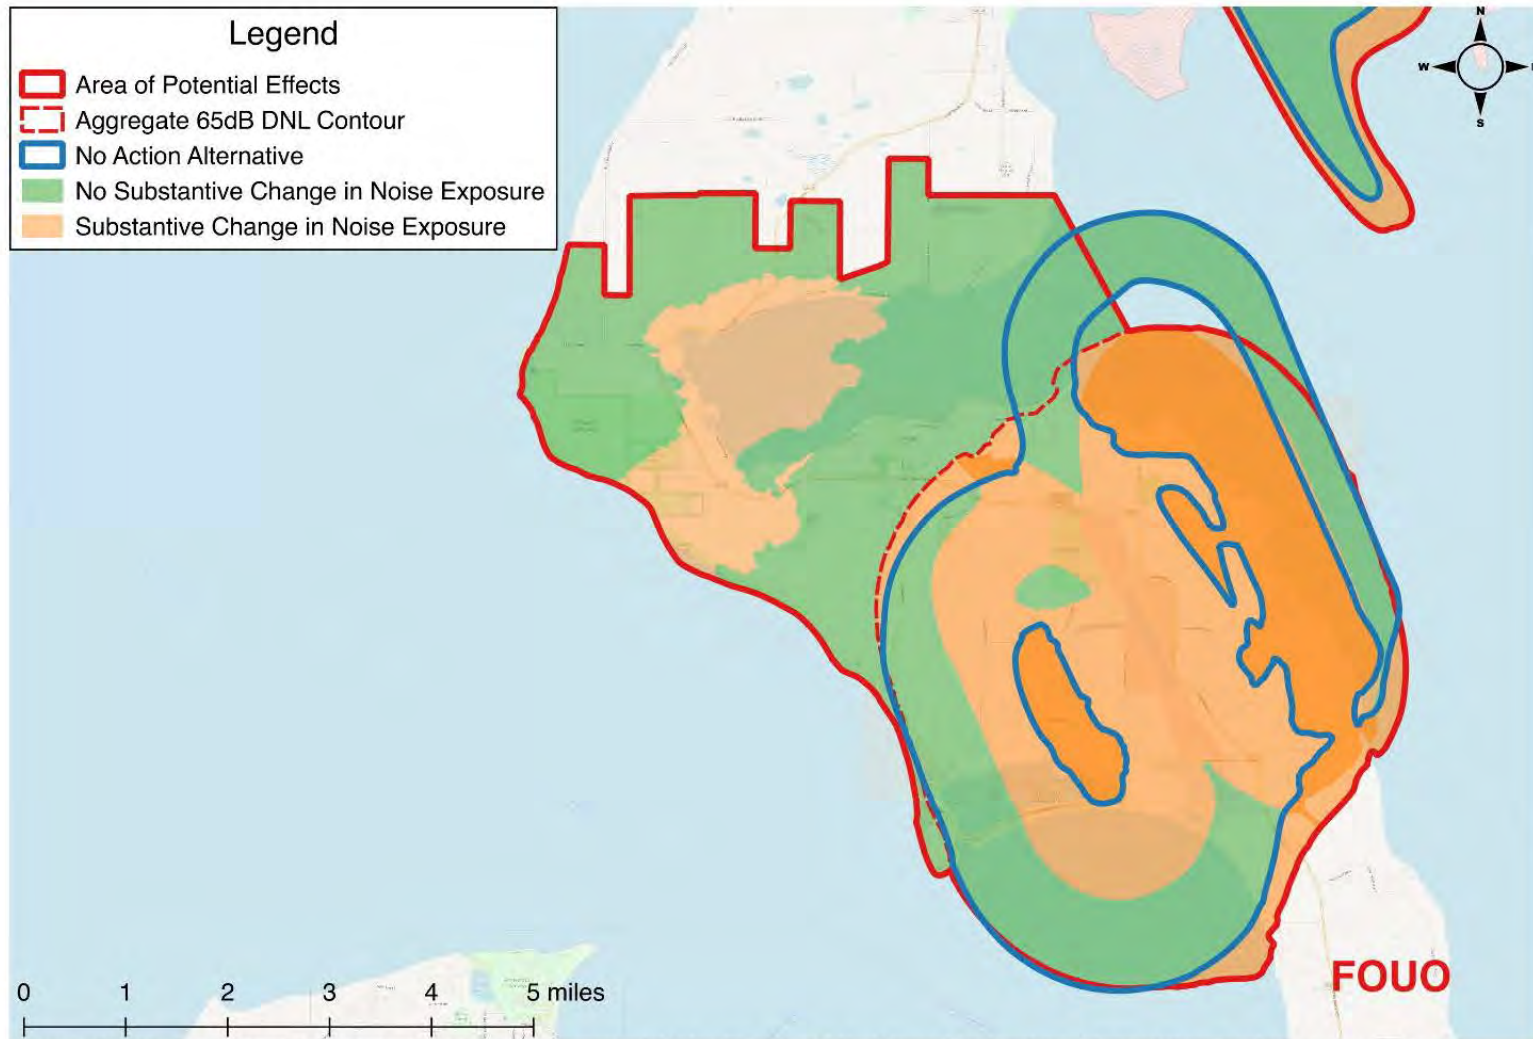 Legend
Area of Potential Effects
Aggregate 65dB DNL Contour
No Action Alternative
No Substantive Change in Noise Exposure
Substantive Change in Noise Exposure
N
W
S
FOUO
0 1 2 3 4 5 miles